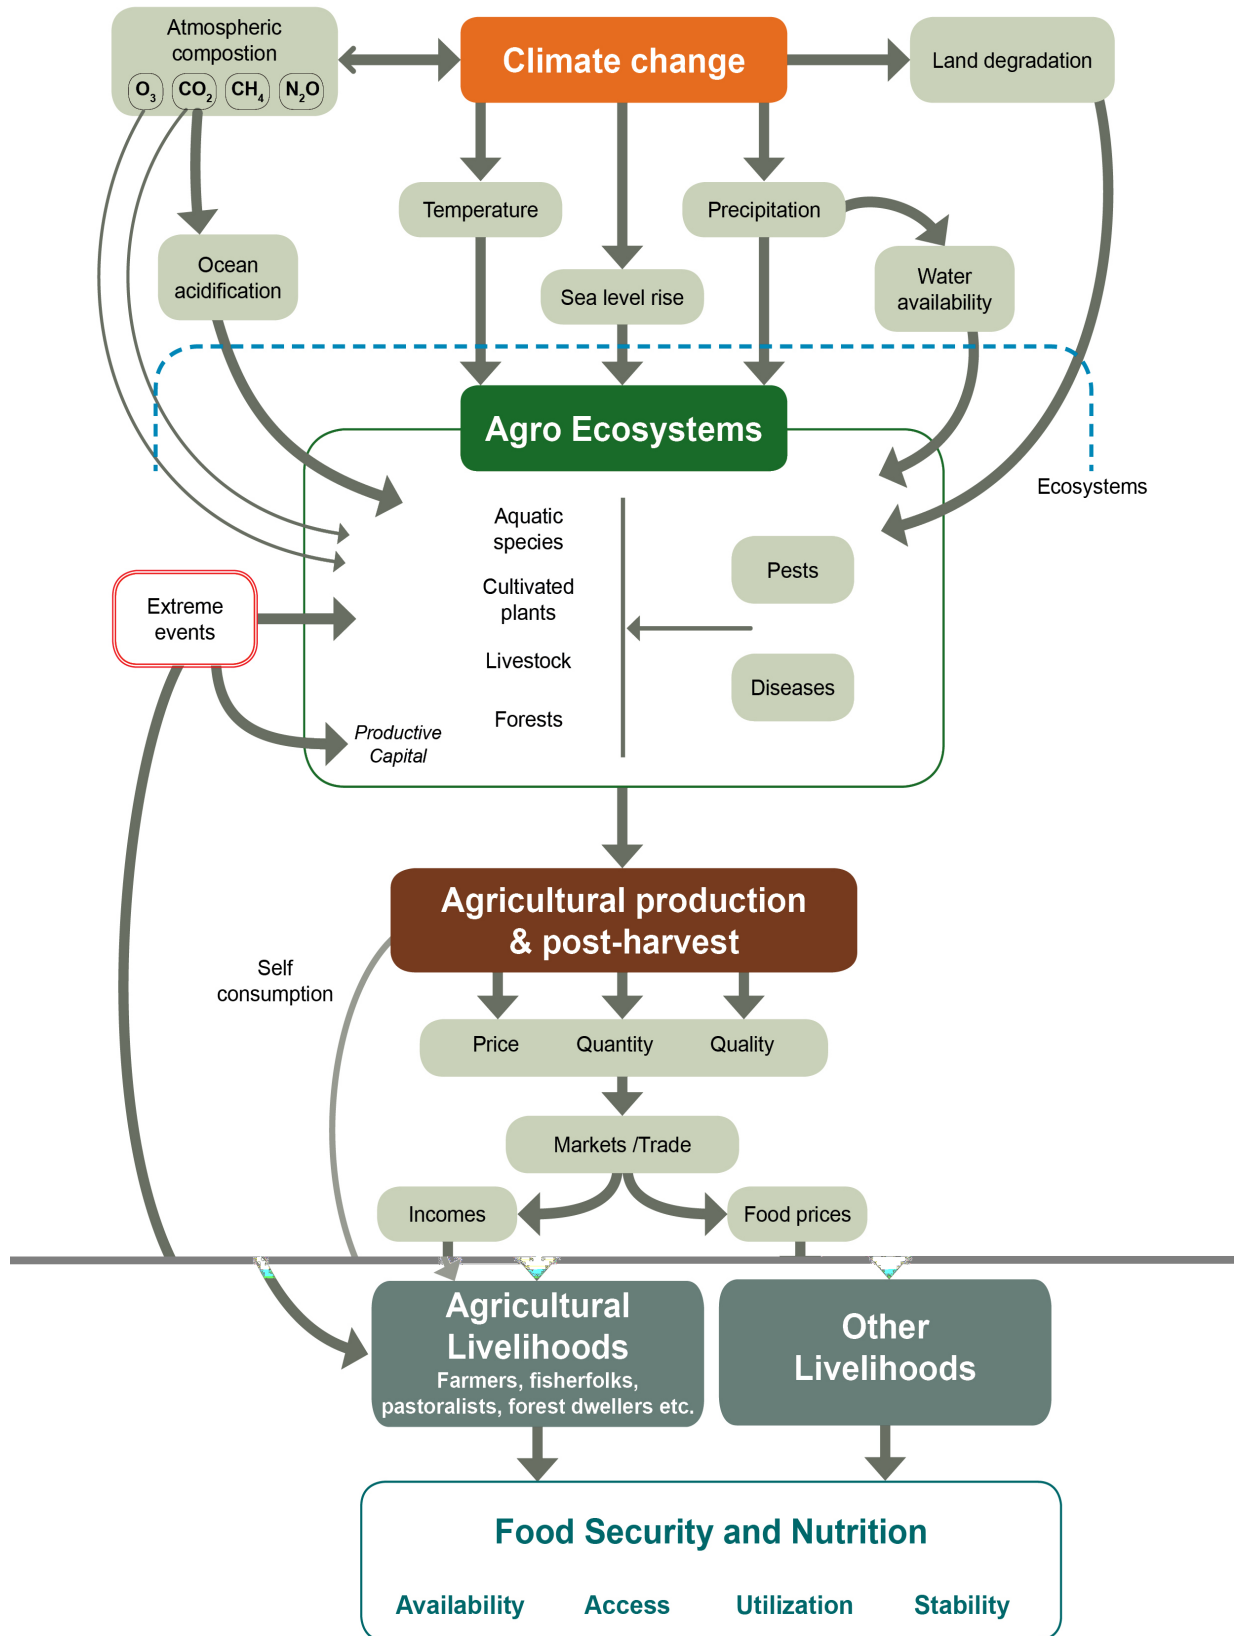 Atmospheric
compostion
O3 CO2 CH4 N2O
Climate change
Land degradation
Temperature
Precipitation
Ocean
acidification
Sea level rise
Water
availability
Agro Ecosystems
Ecosystems
Aquatic
species
Cultivated
plants
Livestock
Forests
Pests
Diseases
Extreme
events
Productive
Capital
Agricultural production
& post-harvest
Self
consumption
Price Quantity Quality
Markets /Trade
Incomes
Food prices
Agricultural
Livelihoods
Farmers, fisherfolks,
pastoralists, forest dwellers etc.
Other
Livelihoods
Food Security and Nutrition
Availability Access Utilization Stability